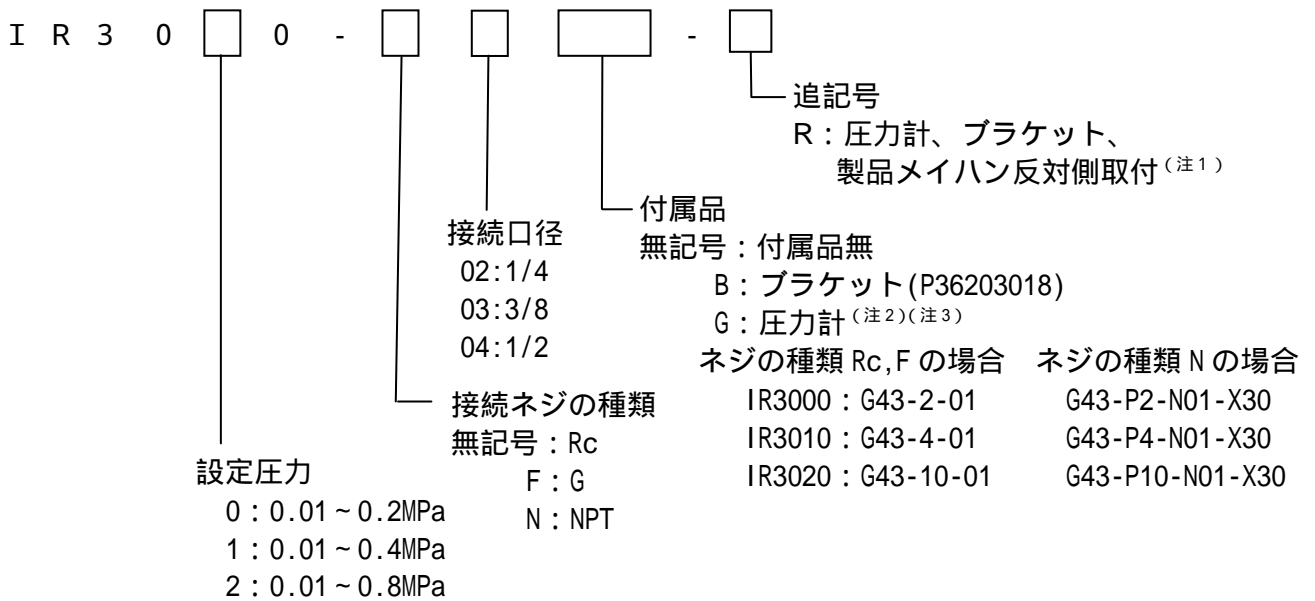 IR30□0-□□□-□
追記号
R：圧力計、ブラケット、
製品メイハン反対側取付(注1)
付属品
無記号：付属品無
B：ブラケット(P36203018)
G：圧力計(注2)(注3)
ネジの種類 Rc,F の場合　ネジの種類 N の場合
IR3000：G43-2-01　G43-P2-N01-X30
IR3010：G43-4-01　G43-P4-N01-X30
IR3020：G43-10-01　G43-P10-N01-X30
接続口径
02:1/4
03:3/8
04:1/2
接続ネジの種類
無記号：Rc
F：G
N：NPT
設定圧力
0：0.01～0.2MPa
1：0.01～0.4MPa
2：0.01～0.8MPa